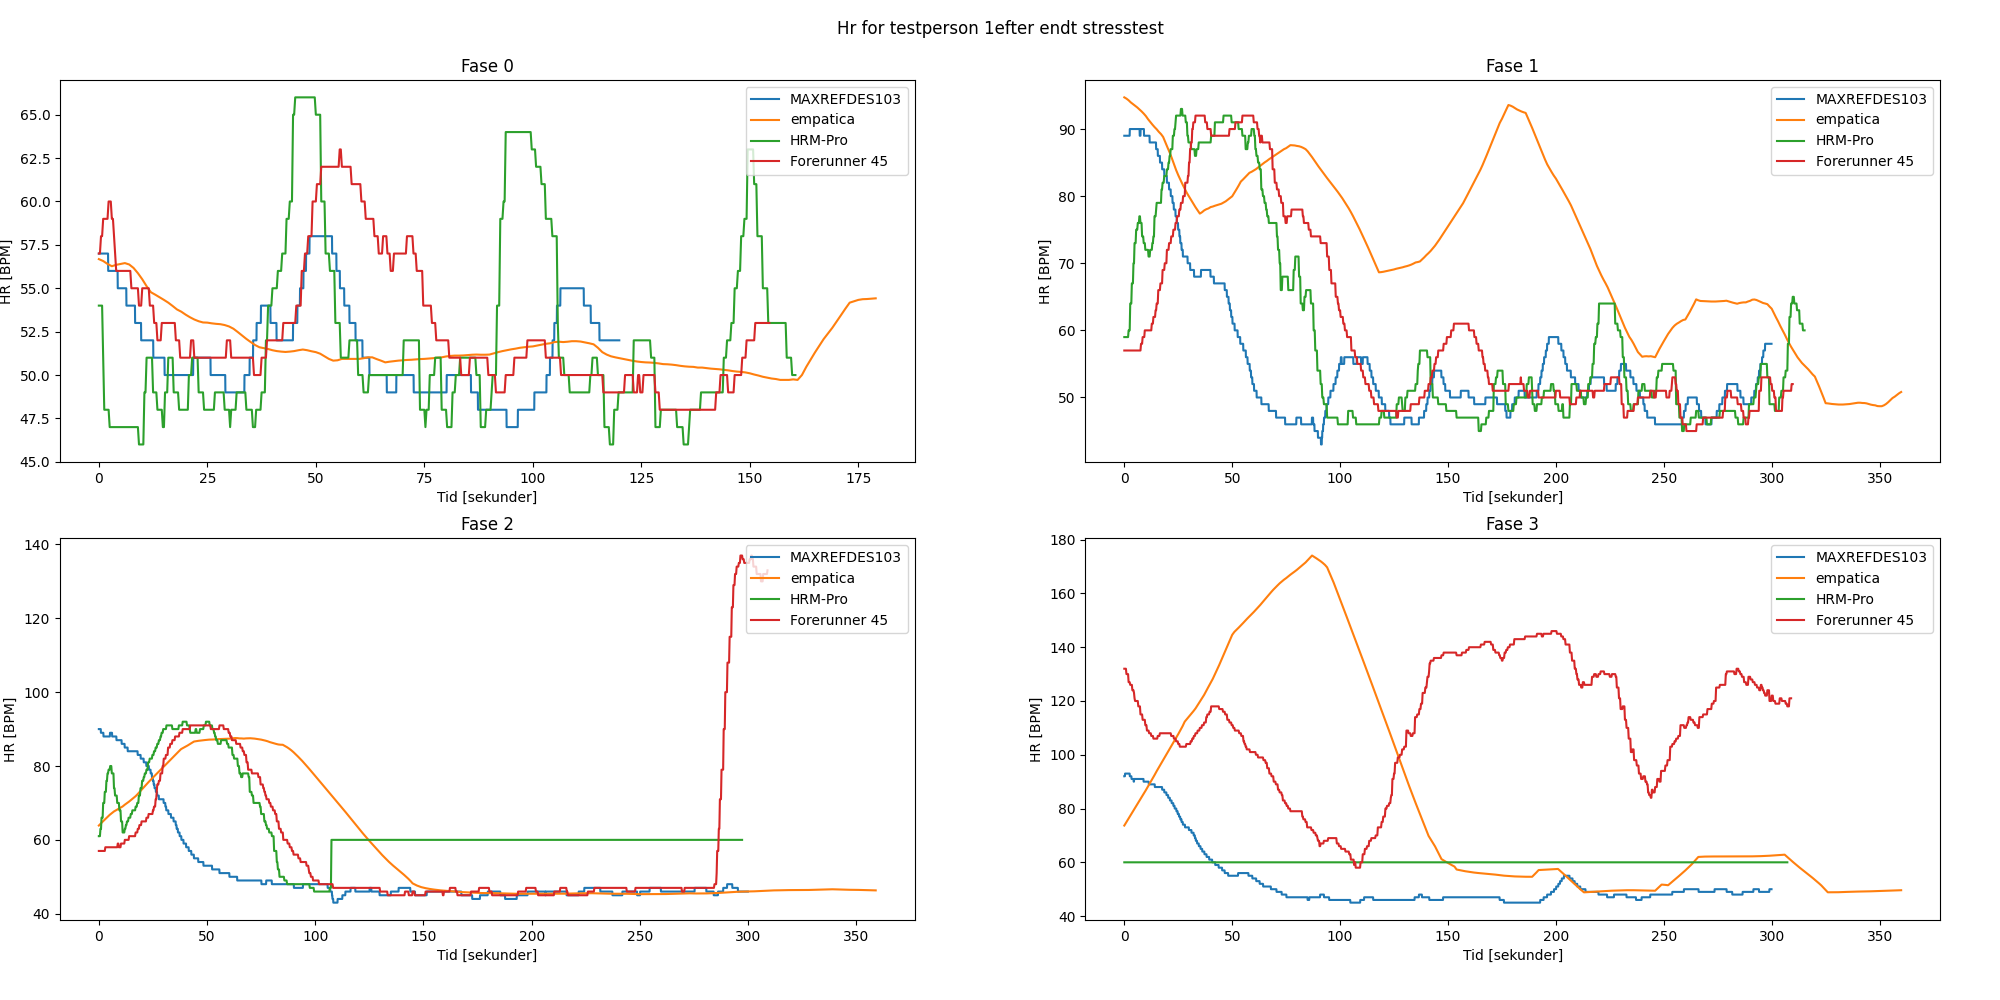 Hr for testperson 1efter endt stresstest
Fase 0
HR [BPM]
65.0
62.5
60.0
57.5
55.0
52.5
50.0
47.5
45.0
MAXREFDES103
empatica
HRM-Pro
Forerunner 45
0 25 50 75 100 125 150 175
Tid [sekunder]
Fase 1
HR [BPM]
90
80
70
60
50
MAXREFDES103
empatica
HRM-Pro
Forerunner 45
0 50 100 150 200 250 300 350
Tid [sekunder]
Fase 2
HR [BPM]
140
120
100
80
60
40
MAXREFDES103
empatica
HRM-Pro
Forerunner 45
0 50 100 150 200 250 300 350
Tid [sekunder]
Fase 3
HR [BPM]
180
160
140
120
100
80
60
40
MAXREFDES103
empatica
HRM-Pro
Forerunner 45
0 50 100 150 200 250 300 350
Tid [sekunder]